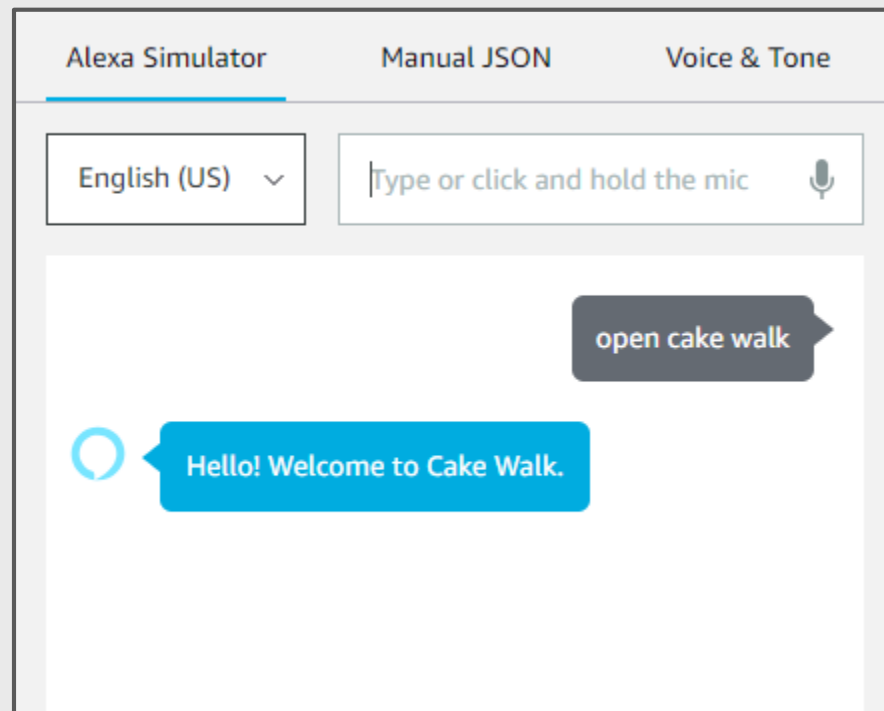 Alexa Simulator Manual JSON Voice & Tone
English (US) Type or click and hold the mic
open cake walk
Hello! Welcome to Cake Walk.